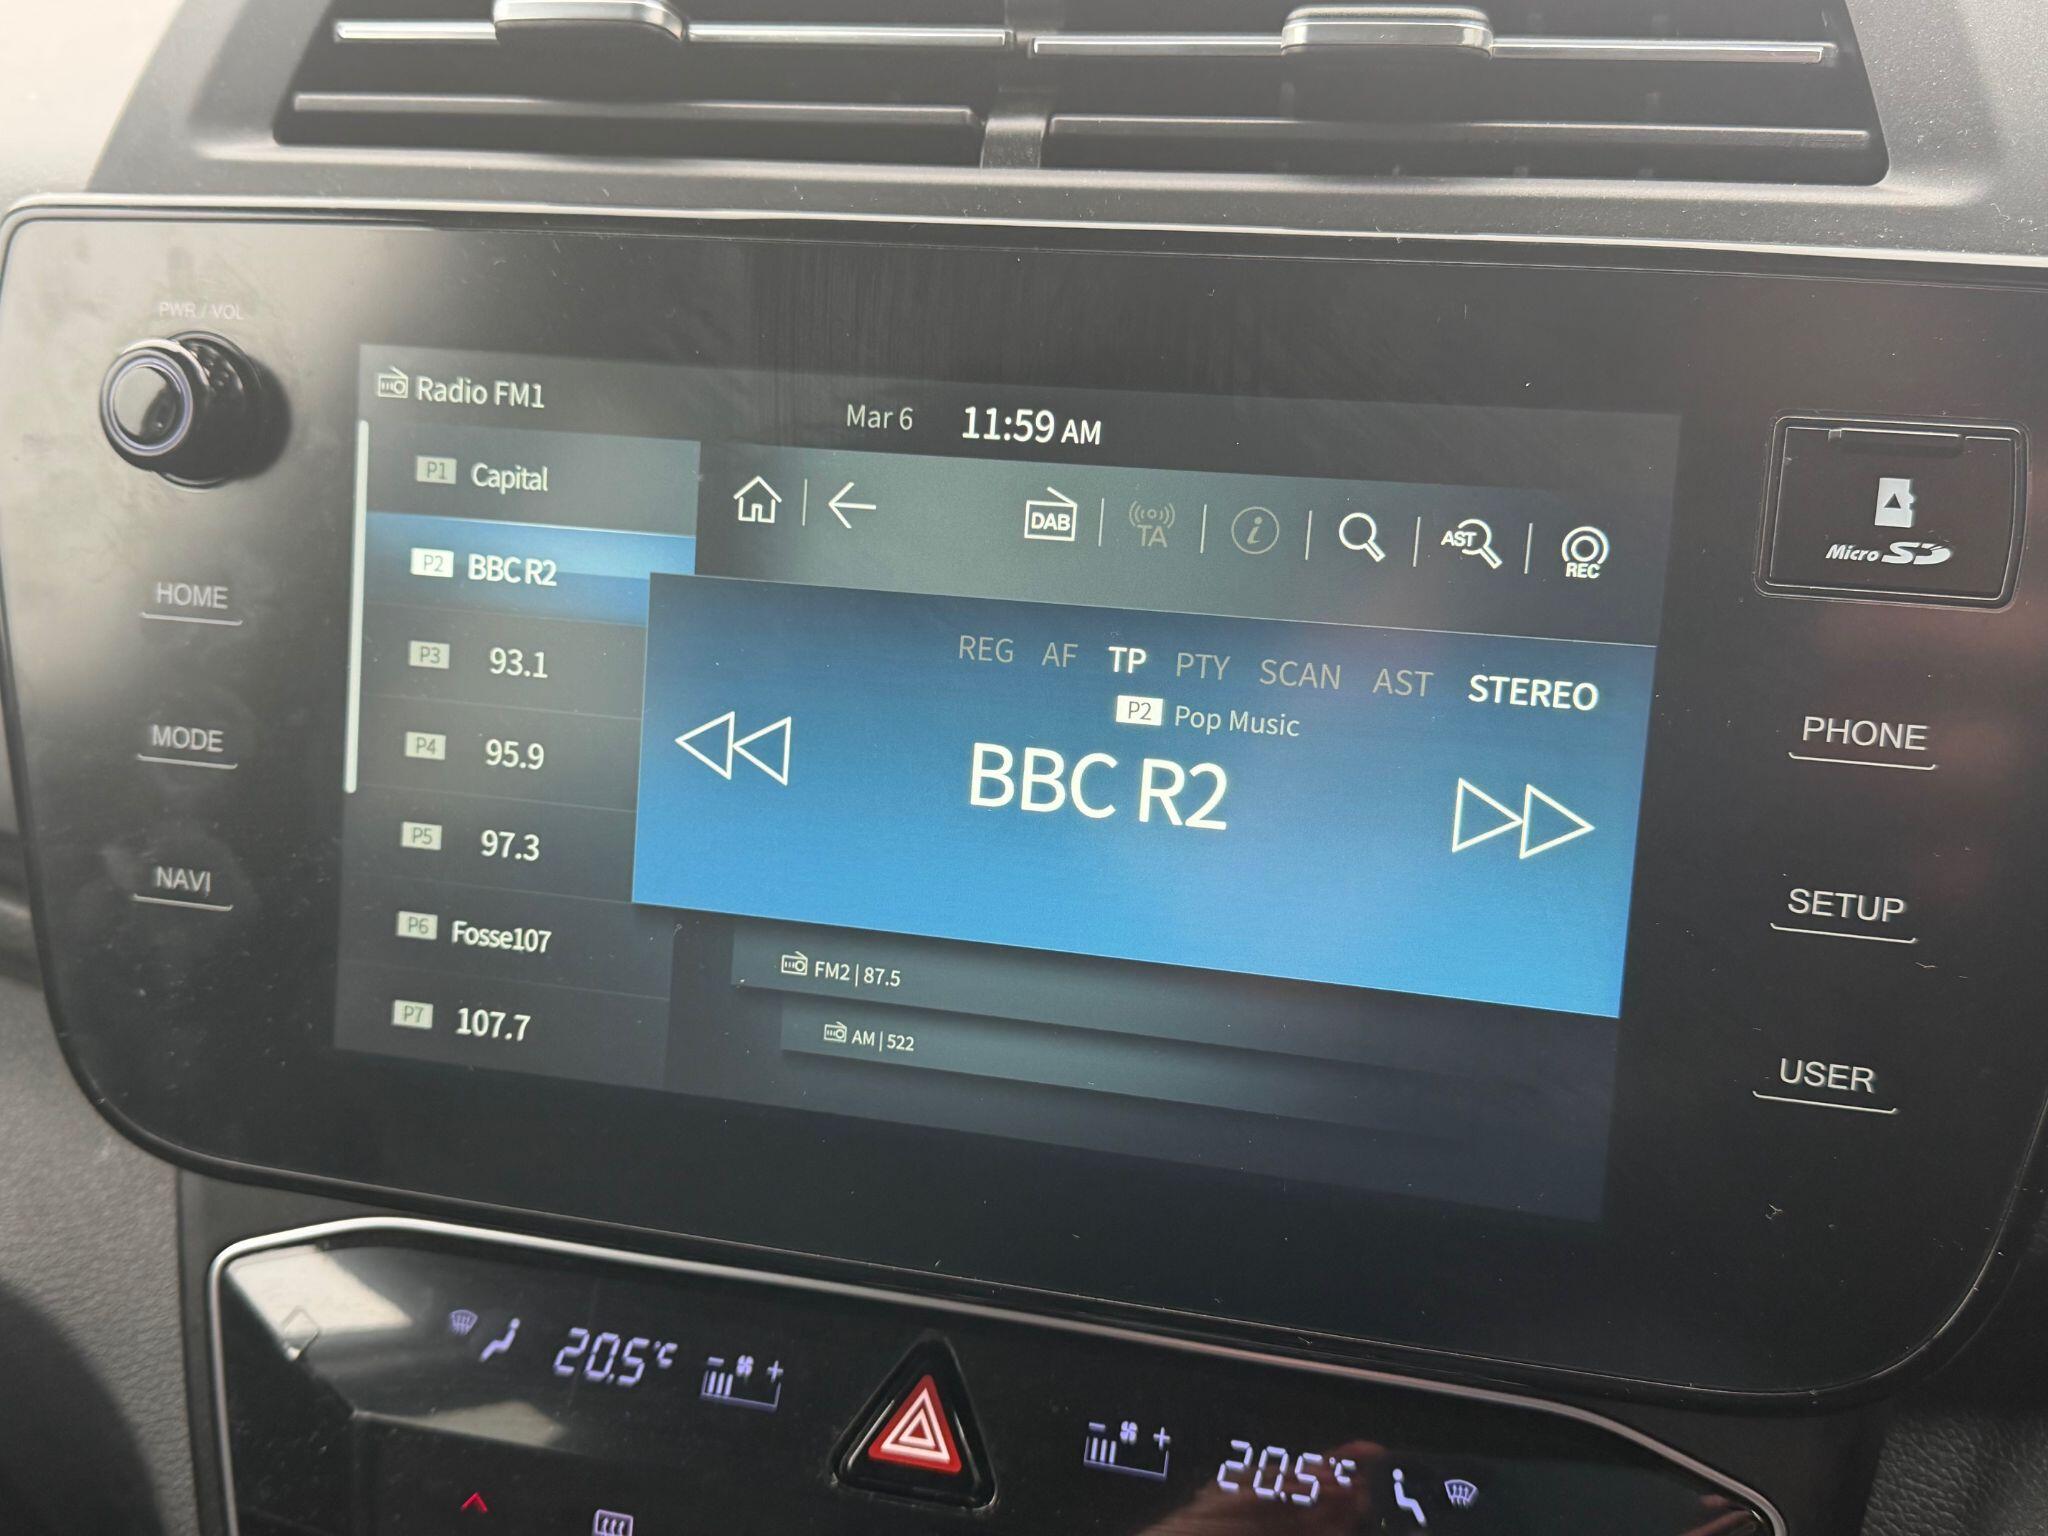 PWR / VOL
Radio FM1
Mar 6 11:59 AM
P1 Capital
DAB TA i AST REC
Micro SD
P2 BBC R2
HOME
REG AF TP PTY SCAN AST STEREO
P3 93.1
P2 Pop Music
BBC R2
MODE
PHONE
P4 95.9
P5 97.3
NAVI
SETUP
P6 Fosse107
FM2 | 87.5
P7 107.7
AM | 522
USER
20.5°C - +
- + 20.5°C